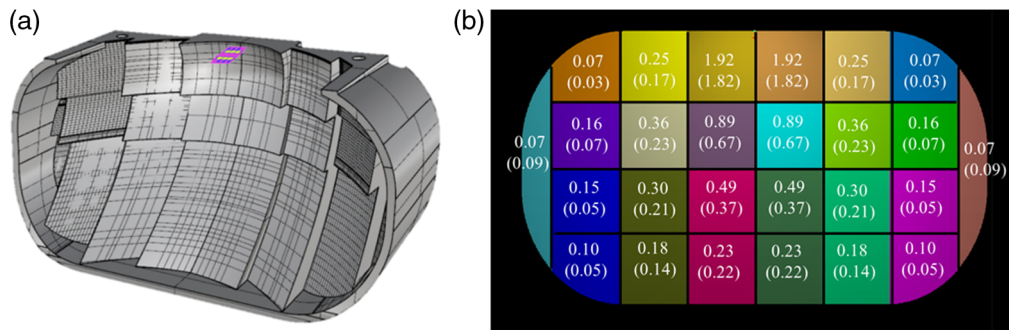 (a)
(b)
0.07 0.25 1.92 1.92 0.25 0.07
(0.03) (0.17) (1.82) (1.82) (0.17) (0.03)
0.16 0.36 0.89 0.89 0.36 0.16
(0.07) (0.23) (0.67) (0.67) (0.23) (0.07)
0.07 0.07
(0.09) (0.09)
0.15 0.30 0.49 0.49 0.30 0.15
(0.05) (0.21) (0.37) (0.37) (0.21) (0.05)
0.10 0.18 0.23 0.23 0.18 0.10
(0.05) (0.14) (0.22) (0.22) (0.14) (0.05)